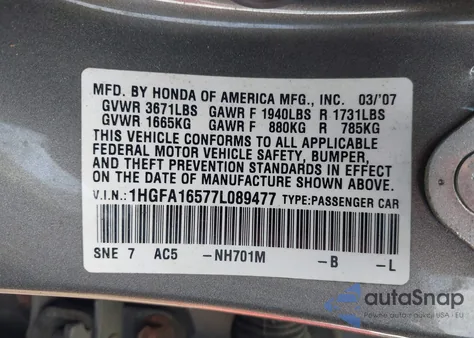 MFD. BY HONDA OF AMERICA MFG., INC. 03/'07
GVWR 3671LBS GAWR F 1940LBS R 1731LBS
GVWR 1665KG GAWR F 880KG R 785KG
THIS VEHICLE CONFORMS TO ALL APPLICABLE
FEDERAL MOTOR VEHICLE SAFETY, BUMPER,
AND THEFT PREVENTION STANDARDS IN EFFECT
ON THE DATE OF MANUFACTURE SHOWN ABOVE.
V.I.N.: 1HGFA16577L089477 TYPE:PASSENGER CAR
SNE 7 AC5 -NH701M -B -L
autoSnap